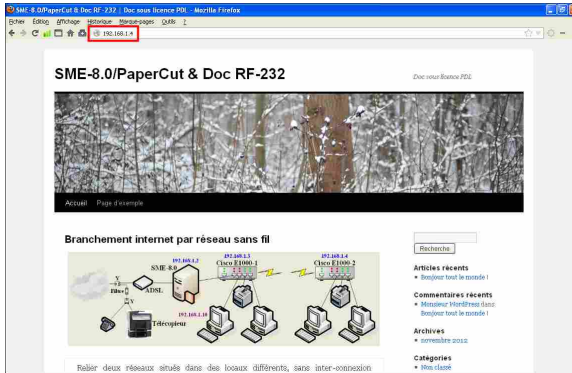 SME-8.0/PaperCut & Doc RF-232 | Doc sous licence PDL - Mozilla Firefox
Fichier Édition Affichage Historique Marque-pages Outils ?
192.168.1.4
SME-8.0/PaperCut & Doc RF-232
Doc sous licence PDL
Accueil Page d'exemple
Branchement internet par réseau sans fil
192.168.1.3 192.168.1.4
SME-8.0 Cisco E1000-1 Cisco E1000-2
Y
Filtre ADSL
Y
192.168.1.10
Télécopieur
Recherche
Articles récents
Bonjour tout le monde !
Commentaires récents
Monsieur WordPress dans
Bonjour tout le monde !
Archives
novembre 2012
Catégories
Non classé
Relier deux réseaux situés dans des locaux différents, sans inter-connexion